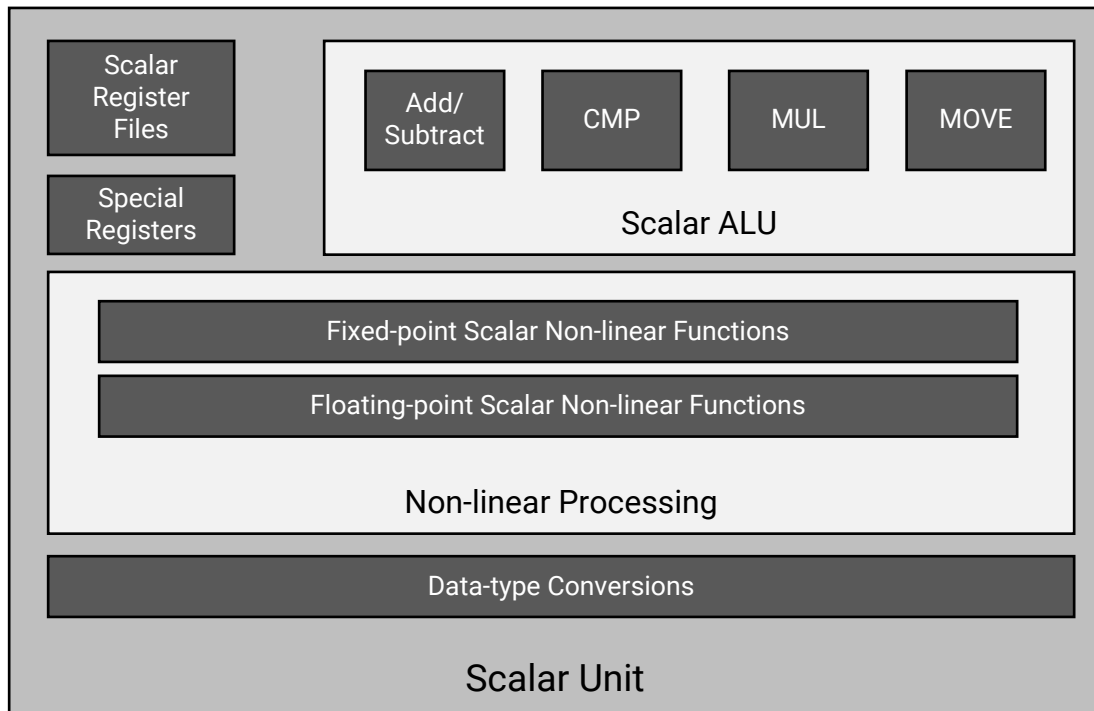 Scalar
Register
Files
Special
Registers
Add/
Subtract
CMP
MUL
MOVE
Scalar ALU
Fixed-point Scalar Non-linear Functions
Floating-point Scalar Non-linear Functions
Non-linear Processing
Data-type Conversions
Scalar Unit